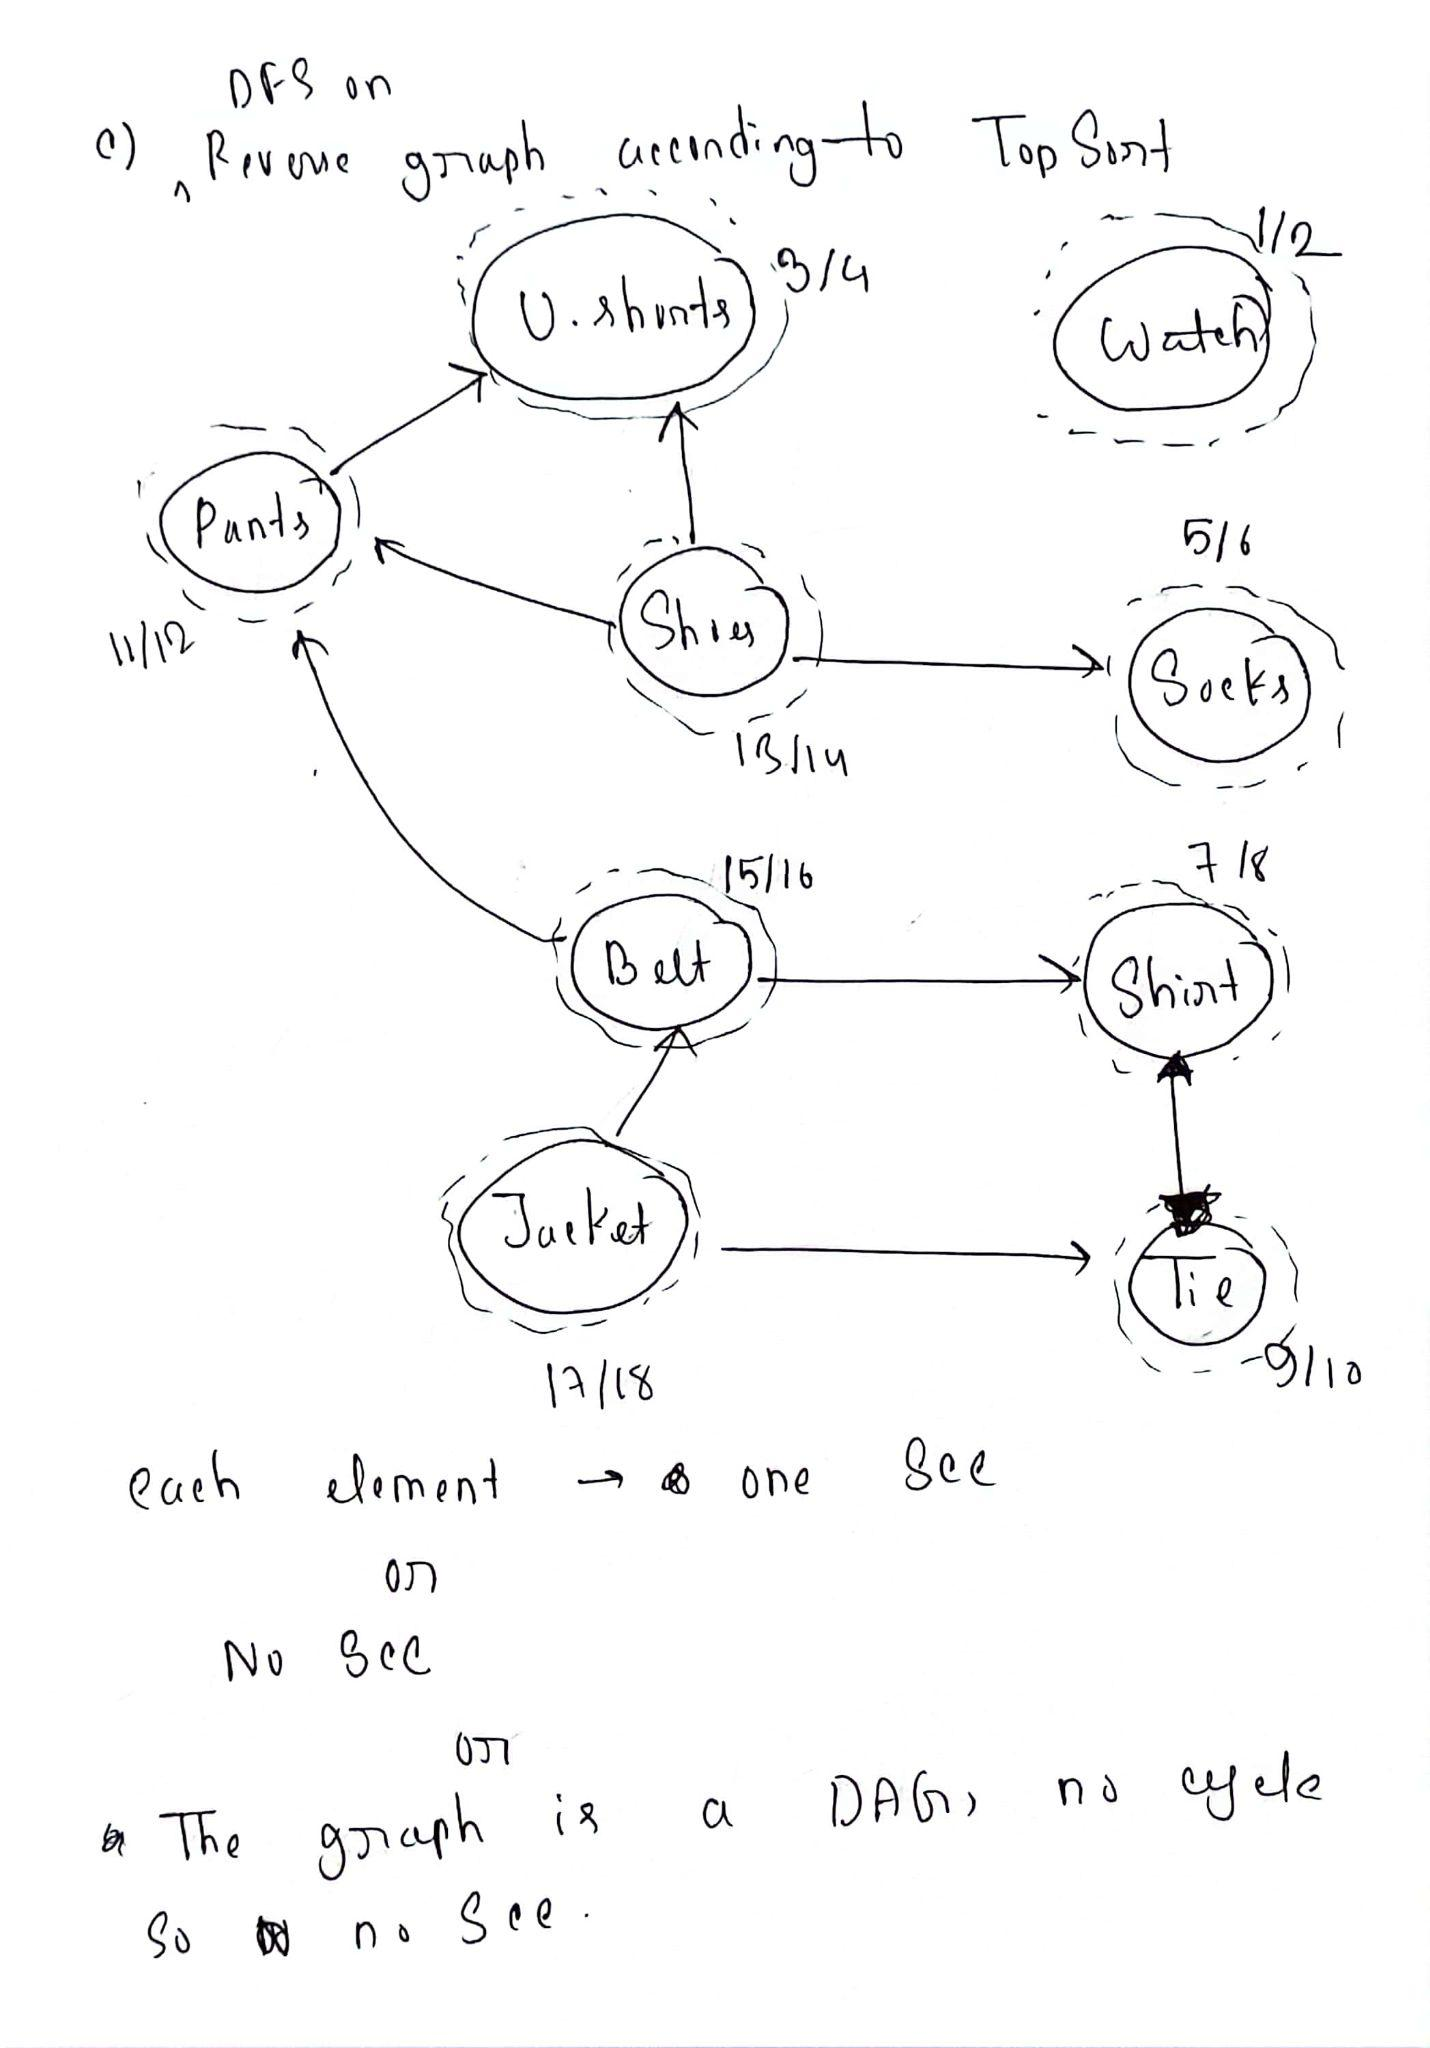 DFS on
c) ^ Reverse graph according to Top Sort
1/2
U. shorts 3/4
Watch
Pants
5/6
Shoes
11/12
Socks
13/14
15/16
7/8
Belt
Shirt
Jacket
Tie
9/10
17/18
each element → one SCC
or
No SCC
or
The graph is a DAG, no cycle
So no SCC.